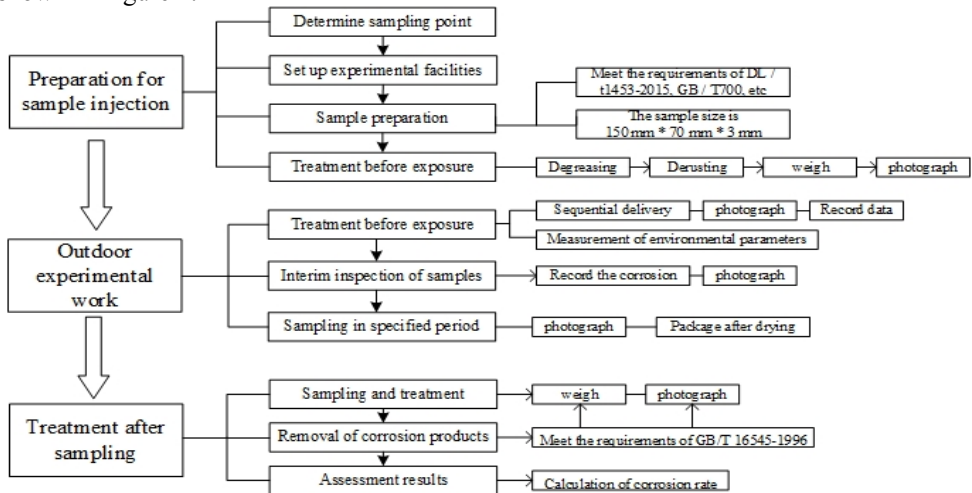 Determine sampling point
Set up experimental facilities
Preparation for
sample injection
Meet the requirements of DL /
t1453-2015, GB / T700, etc
Sample preparation
The sample size is
150mm * 70 mm * 3 mm
Treatment before exposure
Degreasing
Derusting
weigh
photograph
Outdoor
experimental
work
Treatment before exposure
Sequential delivery
photograph
Record data
Measurement of environmental parameters
Interim inspection of samples
Record the corrosion
photograph
Sampling in specified period
photograph
Package after drying
Treatment after
sampling
Sampling and treatment
weigh
photograph
Removal of corrosion products
Meet the requirements of GB/T 16545-1996
Assessment results
Calculation of corrosion rate